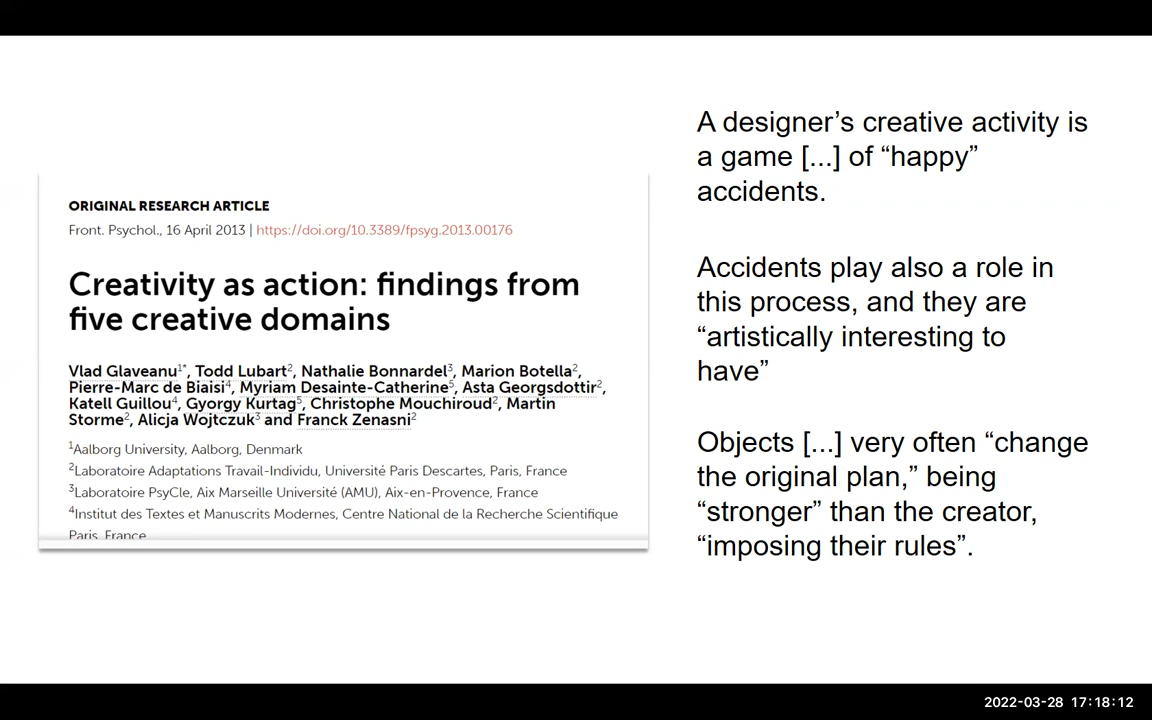 ORIGINAL RESEARCH ARTICLE
Front. Psychol., 16 April 2013 | https://doi.org/10.3389/fpsyg.2013.00176
Creativity as action: findings from
five creative domains
Vlad Glaveanu1*, Todd Lubart2, Nathalie Bonnardel3, Marion Botella2,
Pierre-Marc de Biaisi4, Myriam Desainte-Catherine5, Asta Georgsdottir2,
Katell Guillou4, Gyorgy Kurtag5, Christophe Mouchiroud2, Martin
Storme2, Alicja Wojtczuk3 and Franck Zenasni2
1Aalborg University, Aalborg, Denmark
2Laboratoire Adaptations Travail-Individu, Université Paris Descartes, Paris, France
3Laboratoire PsyCle, Aix Marseille Université (AMU), Aix-en-Provence, France
4Institut des Textes et Manuscrits Modernes, Centre National de la Recherche Scientifique
Paris, France
A designer’s creative activity is
a game [...] of “happy”
accidents.
Accidents play also a role in
this process, and they are
“artistically interesting to
have”
Objects [...] very often “change
the original plan,” being
“stronger” than the creator,
“imposing their rules”.
2022-03-28 17:18:12